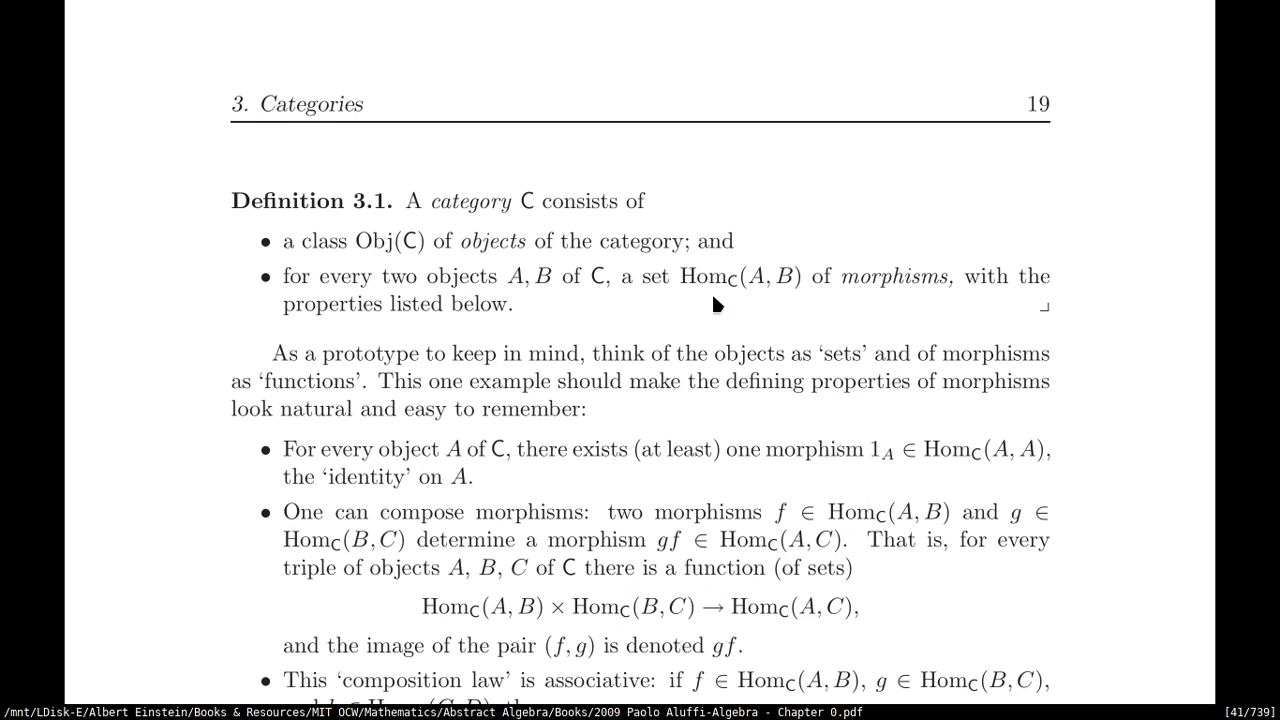 3. Categories 19
Definition 3.1. A category C consists of
• a class Obj(C) of objects of the category; and
• for every two objects A, B of C, a set Hom_C(A, B) of morphisms, with the
properties listed below. ⌟
As a prototype to keep in mind, think of the objects as ‘sets’ and of morphisms
as ‘functions’. This one example should make the defining properties of morphisms
look natural and easy to remember:
• For every object A of C, there exists (at least) one morphism 1_A ∈ Hom_C(A, A),
the ‘identity’ on A.
• One can compose morphisms: two morphisms f ∈ Hom_C(A, B) and g ∈
Hom_C(B, C) determine a morphism gf ∈ Hom_C(A, C). That is, for every
triple of objects A, B, C of C there is a function (of sets)
Hom_C(A, B) × Hom_C(B, C) → Hom_C(A, C),
and the image of the pair (f, g) is denoted gf.
• This ‘composition law’ is associative: if f ∈ Hom_C(A, B), g ∈ Hom_C(B, C),
/mnt/LDisk-E/Albert Einstein/Books & Resources/MIT OCW/Mathematics/Abstract Algebra/Books/2009 Paolo Aluffi-Algebra - Chapter 0.pdf [41/739]